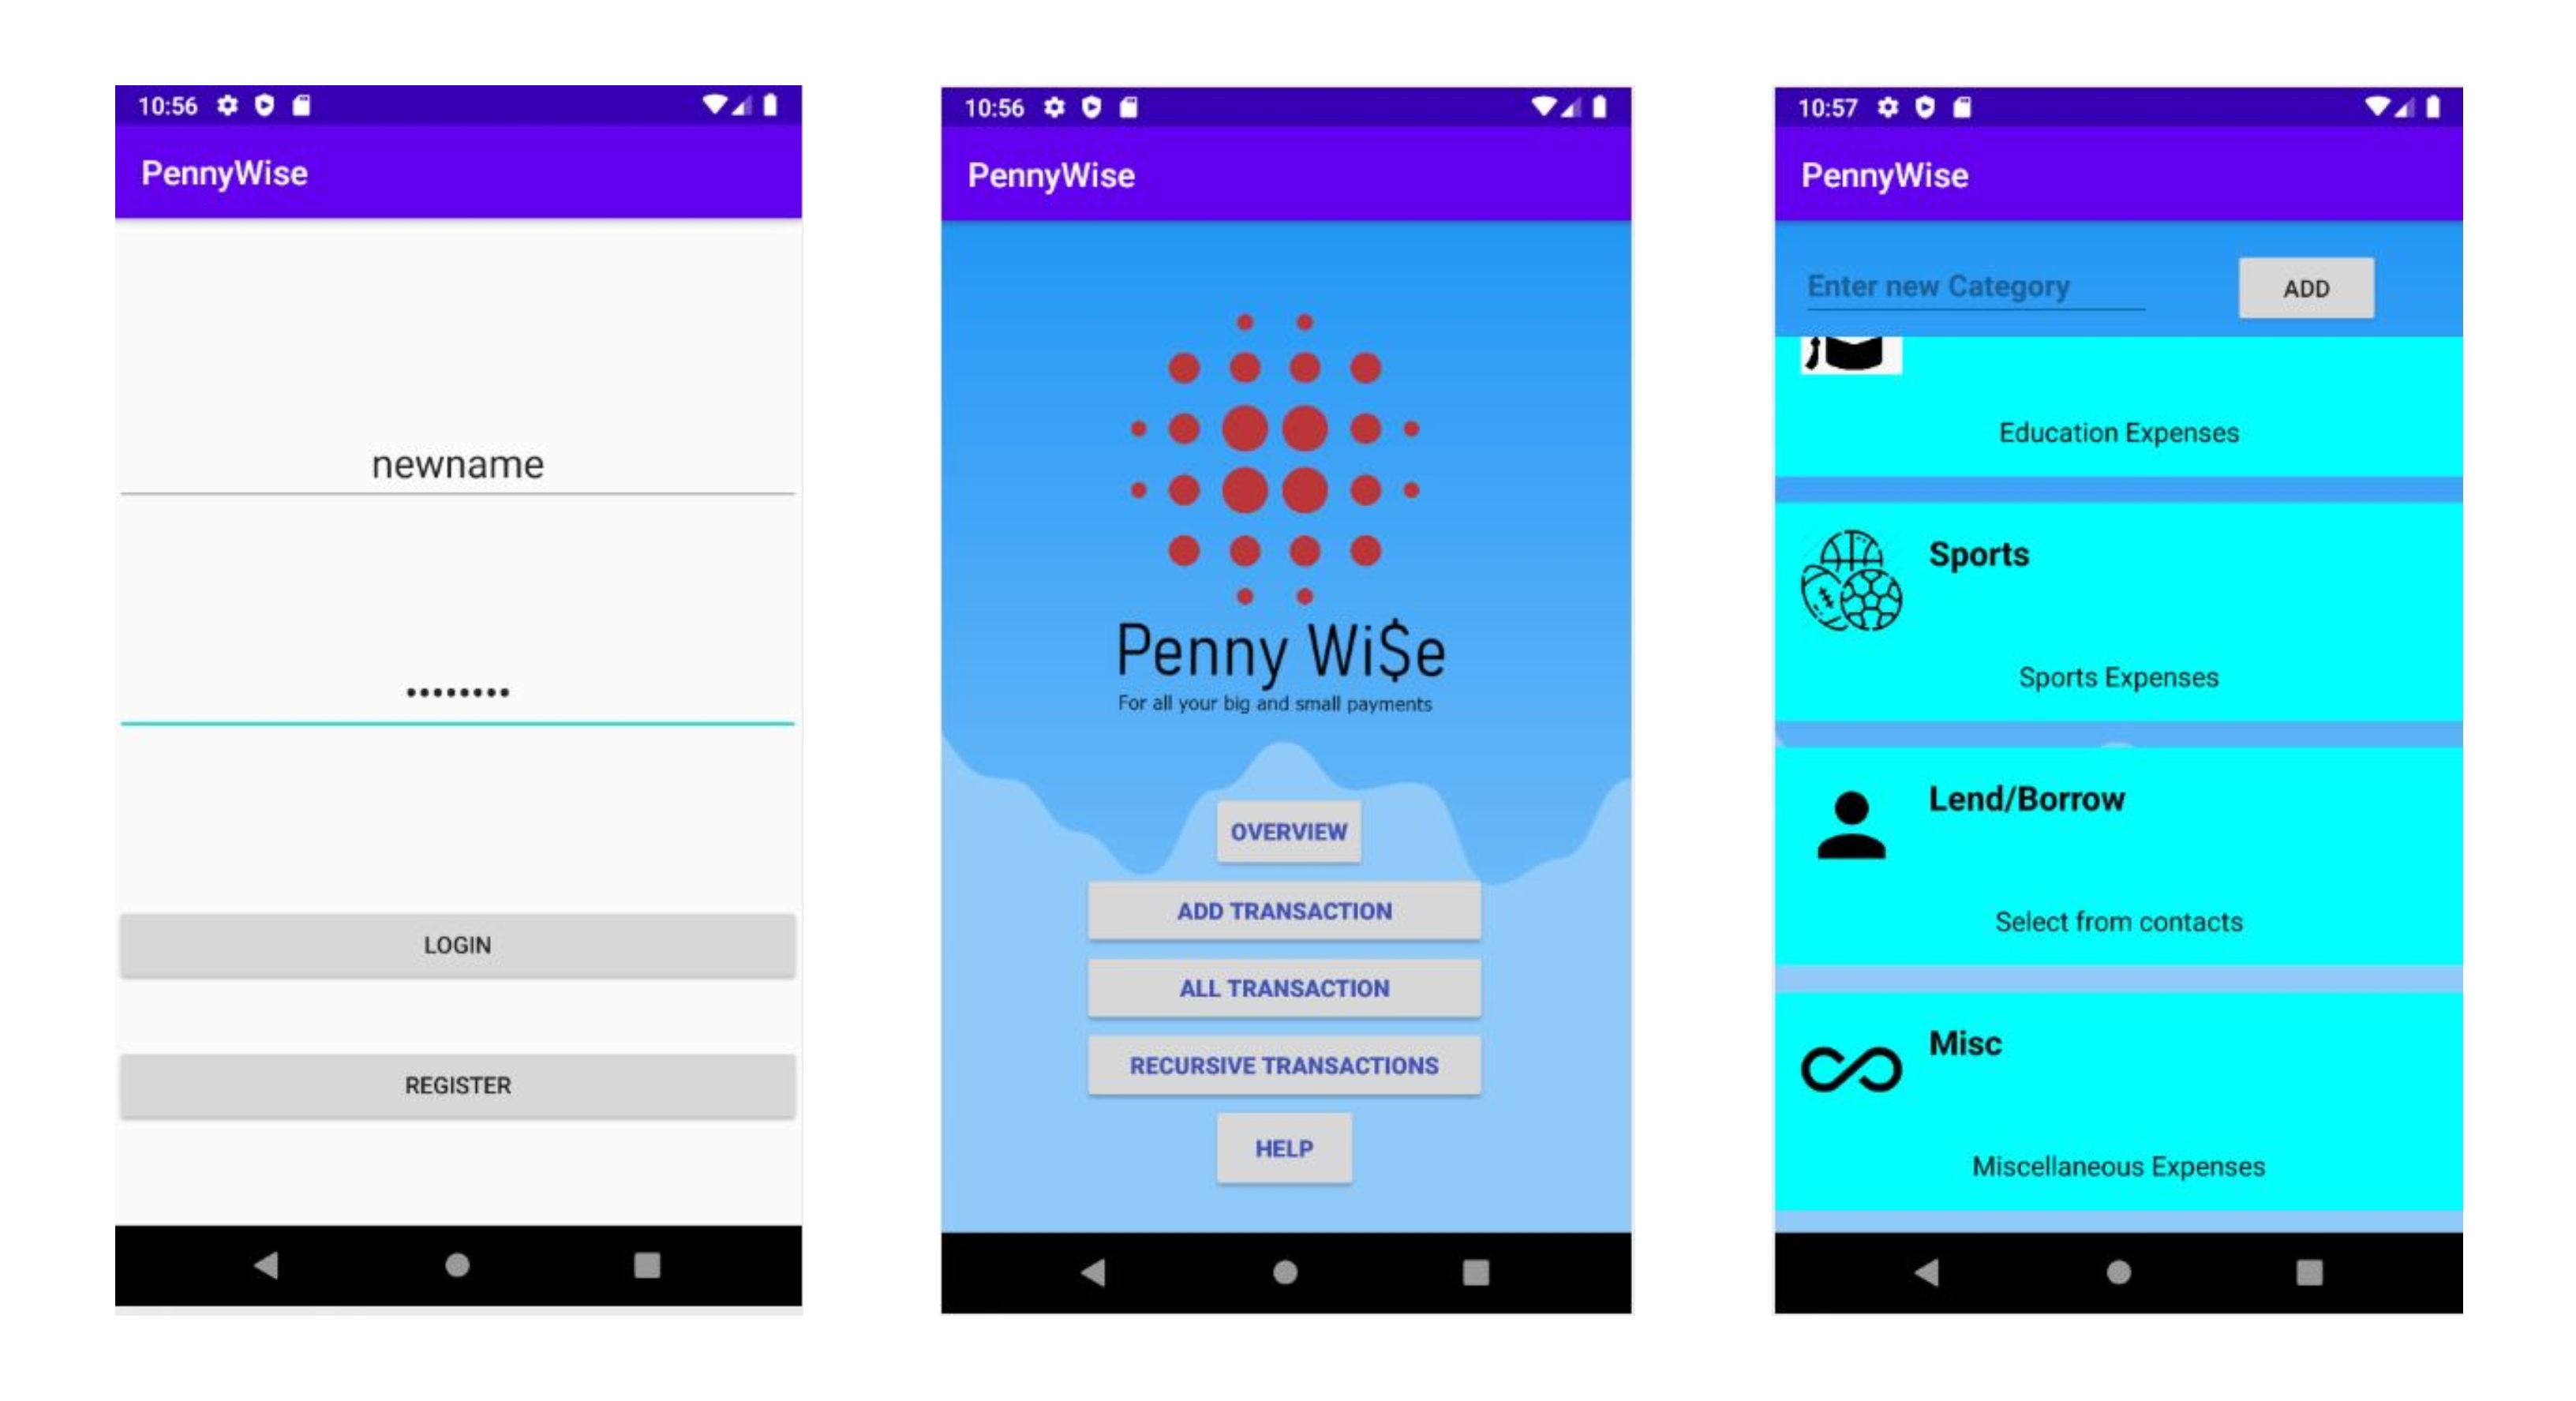 10:56
PennyWise
newname
••••••••
LOGIN
REGISTER
10:56
PennyWise
Penny Wi$e
For all your big and small payments
OVERVIEW
ADD TRANSACTION
ALL TRANSACTION
RECURSIVE TRANSACTIONS
HELP
10:57
PennyWise
Enter new Category
ADD
Education Expenses
Sports
Sports Expenses
Lend/Borrow
Select from contacts
Misc
Miscellaneous Expenses